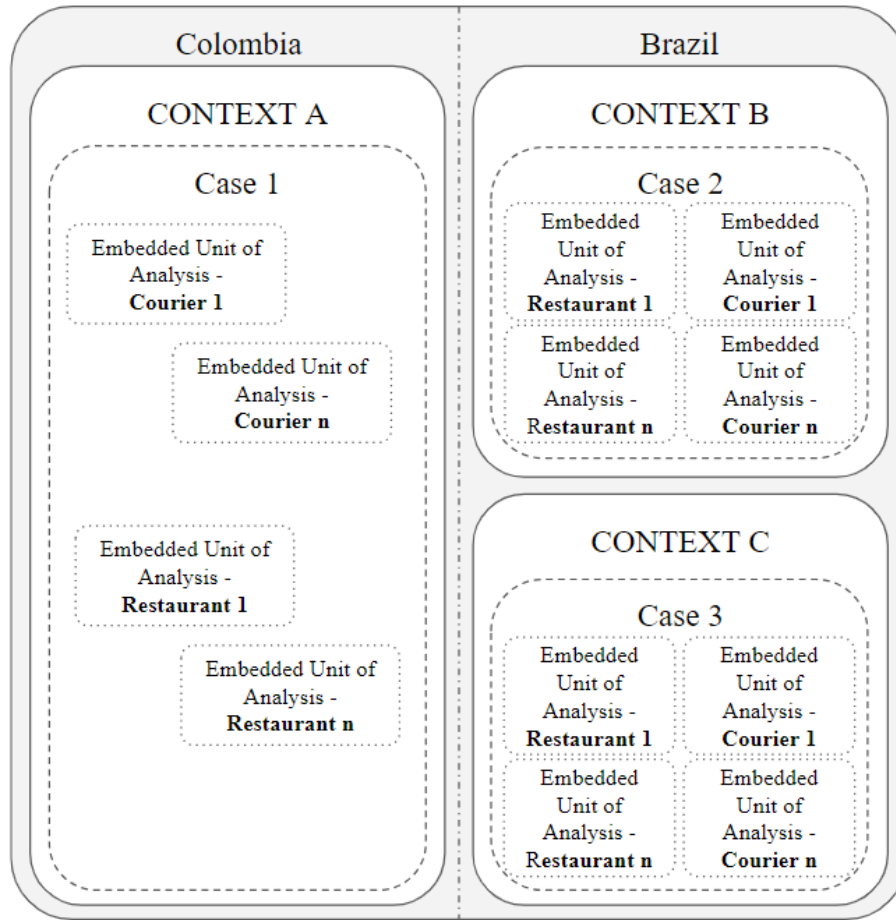 Colombia
CONTEXT A
Case 1
Embedded Unit of
Analysis -
Courier 1
Embedded Unit of
Analysis -
Courier n
Embedded Unit of
Analysis -
Restaurant 1
Embedded Unit of
Analysis -
Restaurant n
Brazil
CONTEXT B
Case 2
Embedded
Unit of
Analysis -
Restaurant 1
Embedded
Unit of
Analysis -
Courier 1
Embedded
Unit of
Analysis -
Restaurant n
Embedded
Unit of
Analysis -
Courier n
CONTEXT C
Case 3
Embedded
Unit of
Analysis -
Restaurant 1
Embedded
Unit of
Analysis -
Courier 1
Embedded
Unit of
Analysis -
Restaurant n
Embedded
Unit of
Analysis -
Courier n